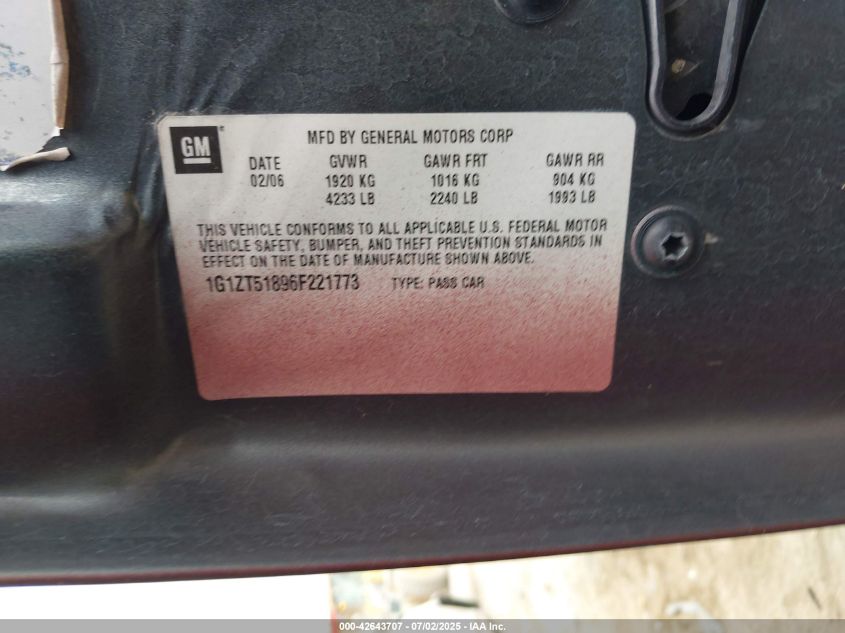 GM
MFD BY GENERAL MOTORS CORP
DATE GVWR GAWR FRT GAWR RR
02/06 1920 KG 1016 KG 904 KG
4233 LB 2240 LB 1993 LB
THIS VEHICLE CONFORMS TO ALL APPLICABLE U.S. FEDERAL MOTOR
VEHICLE SAFETY, BUMPER, AND THEFT PREVENTION STANDARDS IN
EFFECT ON THE DATE OF MANUFACTURE SHOWN ABOVE.
1G1ZT51896F221773 TYPE: PASS CAR
000-42643707 - 07/02/2025 - IAA Inc.